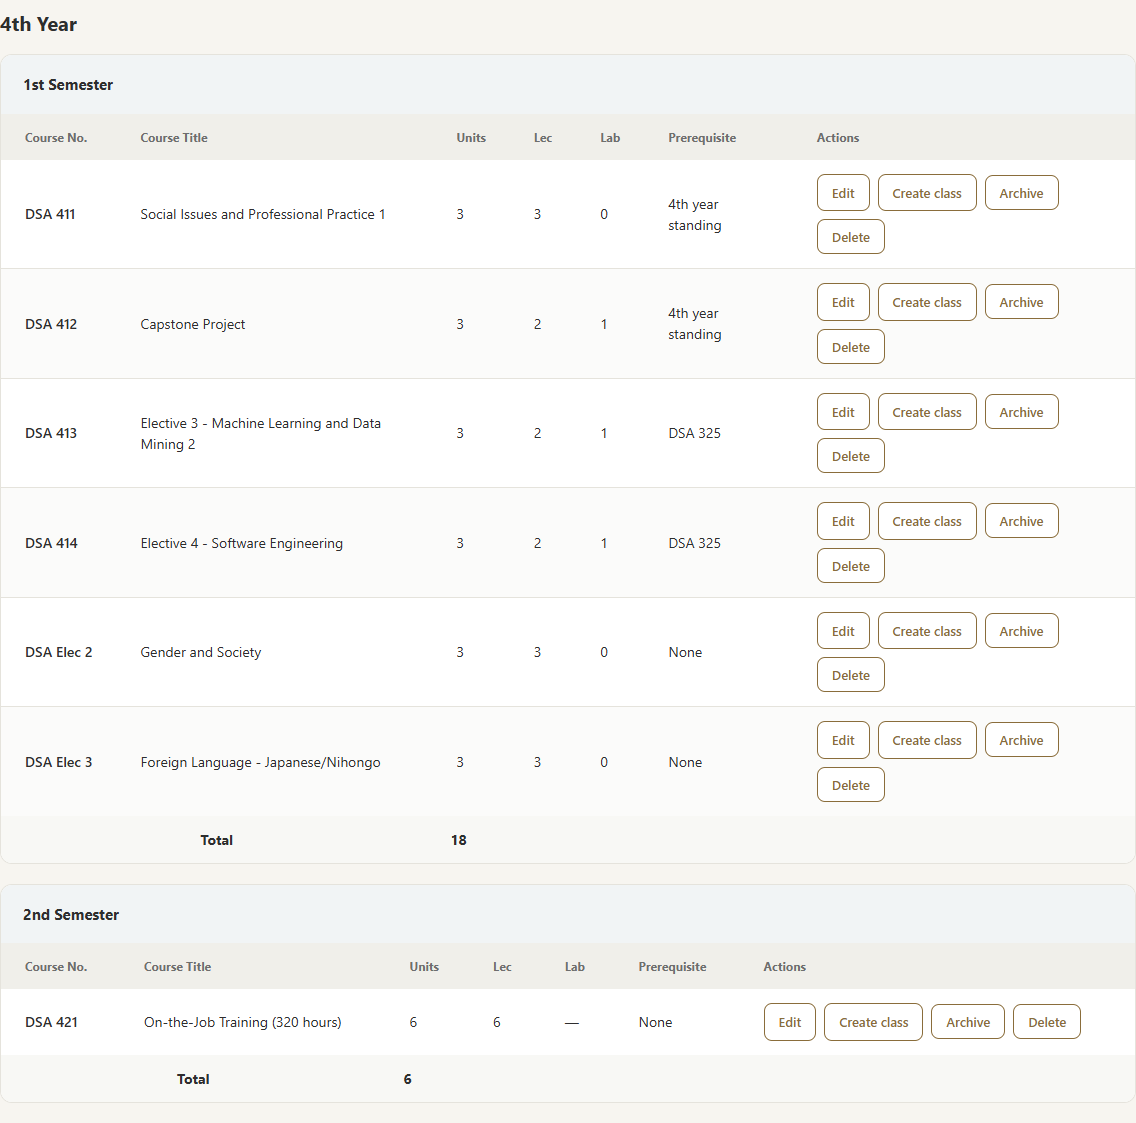 4th Year
1st Semester
Course No. Course Title Units Lec Lab Prerequisite Actions
DSA 411 Social Issues and Professional Practice 1 3 3 0 4th year standing Edit Create class Archive
Delete
DSA 412 Capstone Project 3 2 1 4th year standing Edit Create class Archive
Delete
DSA 413 Elective 3 - Machine Learning and Data Mining 2 3 2 1 DSA 325 Edit Create class Archive
Delete
DSA 414 Elective 4 - Software Engineering 3 2 1 DSA 325 Edit Create class Archive
Delete
DSA Elec 2 Gender and Society 3 3 0 None Edit Create class Archive
Delete
DSA Elec 3 Foreign Language - Japanese/Nihongo 3 3 0 None Edit Create class Archive
Delete
Total 18
2nd Semester
Course No. Course Title Units Lec Lab Prerequisite Actions
DSA 421 On-the-Job Training (320 hours) 6 6 — None Edit Create class Archive Delete
Total 6